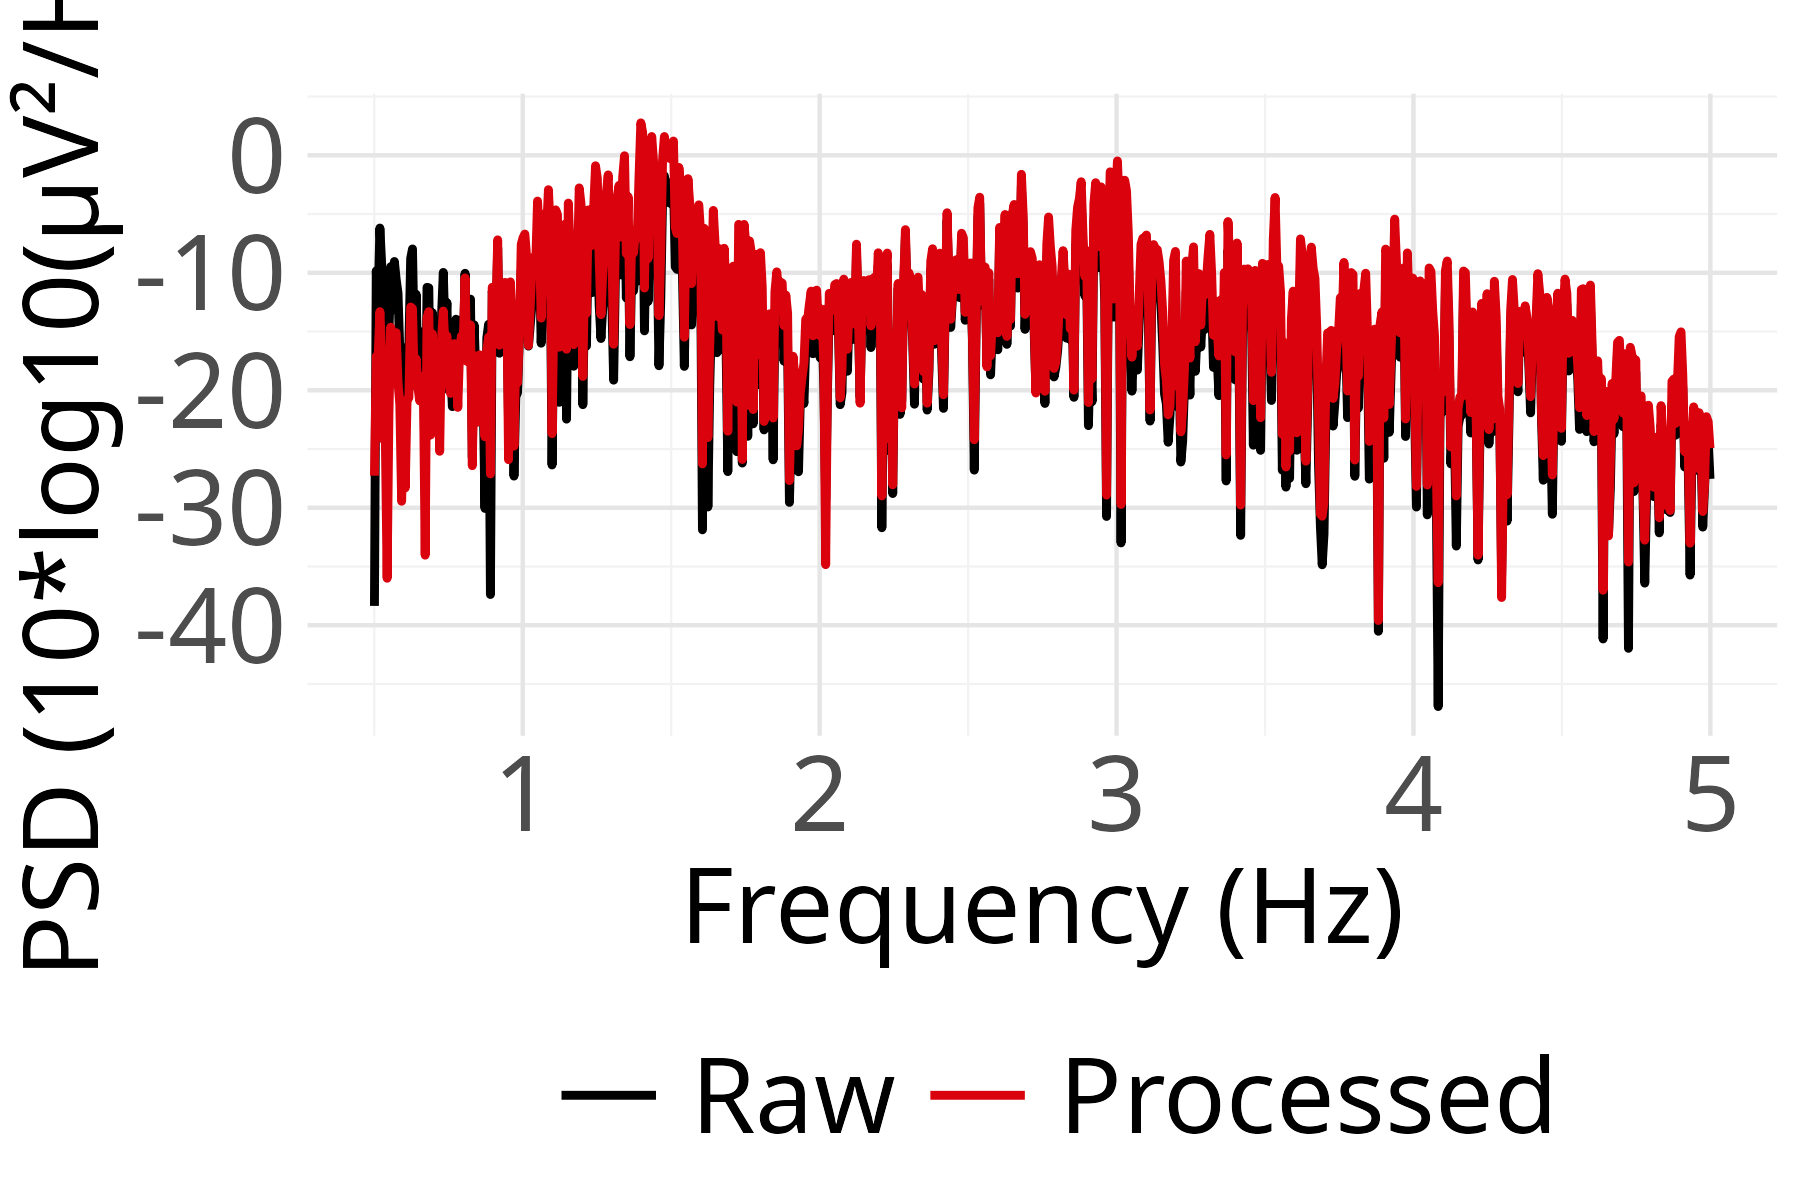 PSD (10*log10(µV²/H
0
-10
-20
-30
-40
1 2 3 4 5
Frequency (Hz)
Raw Processed